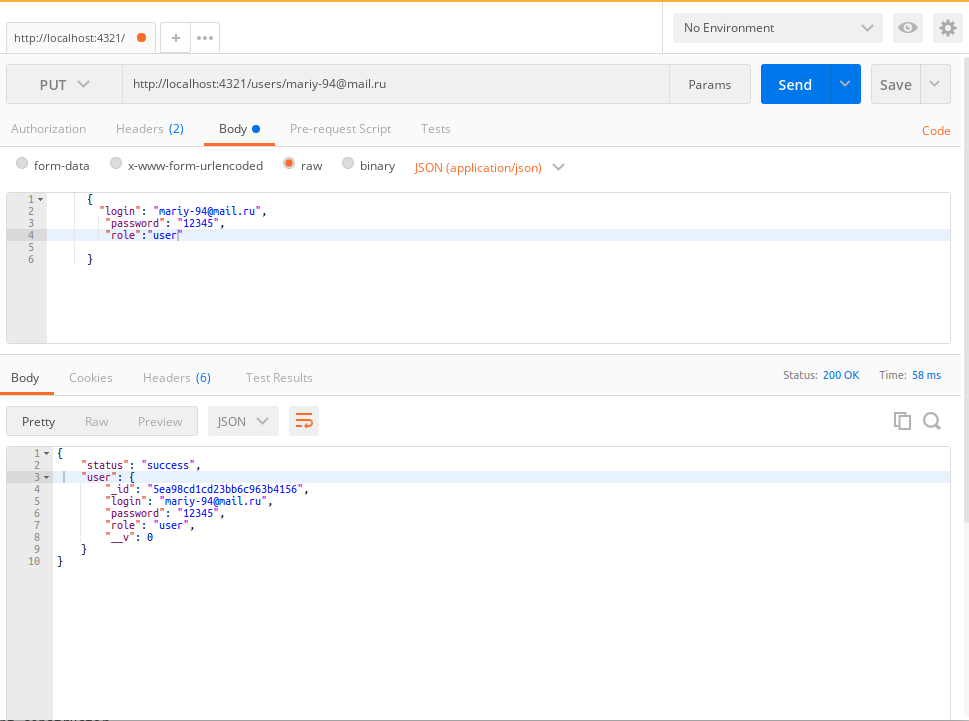 http://localhost:4321/
No Environment
PUT http://localhost:4321/users/mariy-94@mail.ru Params Send Save
Authorization Headers (2) Body Pre-request Script Tests Code
form-data x-www-form-urlencoded raw binary JSON (application/json)
1 {
2 "login": "mariy-94@mail.ru",
3 "password": "12345",
4 "role":"user"
5
6 }
Body Cookies Headers (6) Test Results Status: 200 OK Time: 58 ms
Pretty Raw Preview JSON
1 {
2 "status": "success",
3 "user": {
4 "_id": "5ea98cd1cd23bb6c963b4156",
5 "login": "mariy-94@mail.ru",
6 "password": "12345",
7 "role": "user",
8 "__v": 0
9 }
10 }